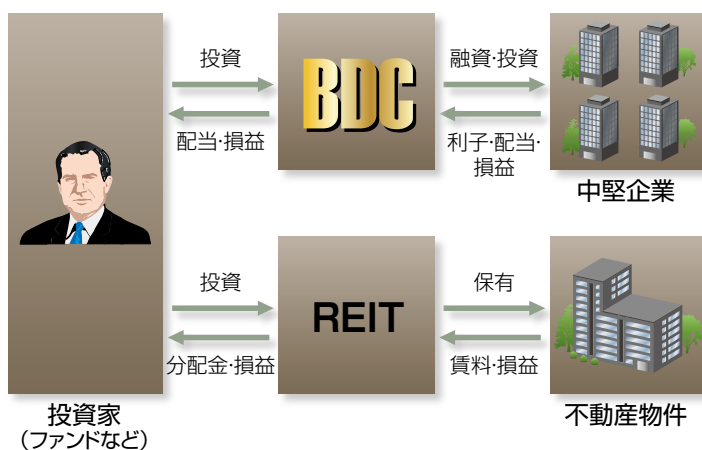 投資
BDC
融資・投資
配当・損益
利子・配当・
損益
中堅企業
投資
REIT
保有
分配金・損益
賃料・損益
投資家
（ファンドなど）
不動産物件